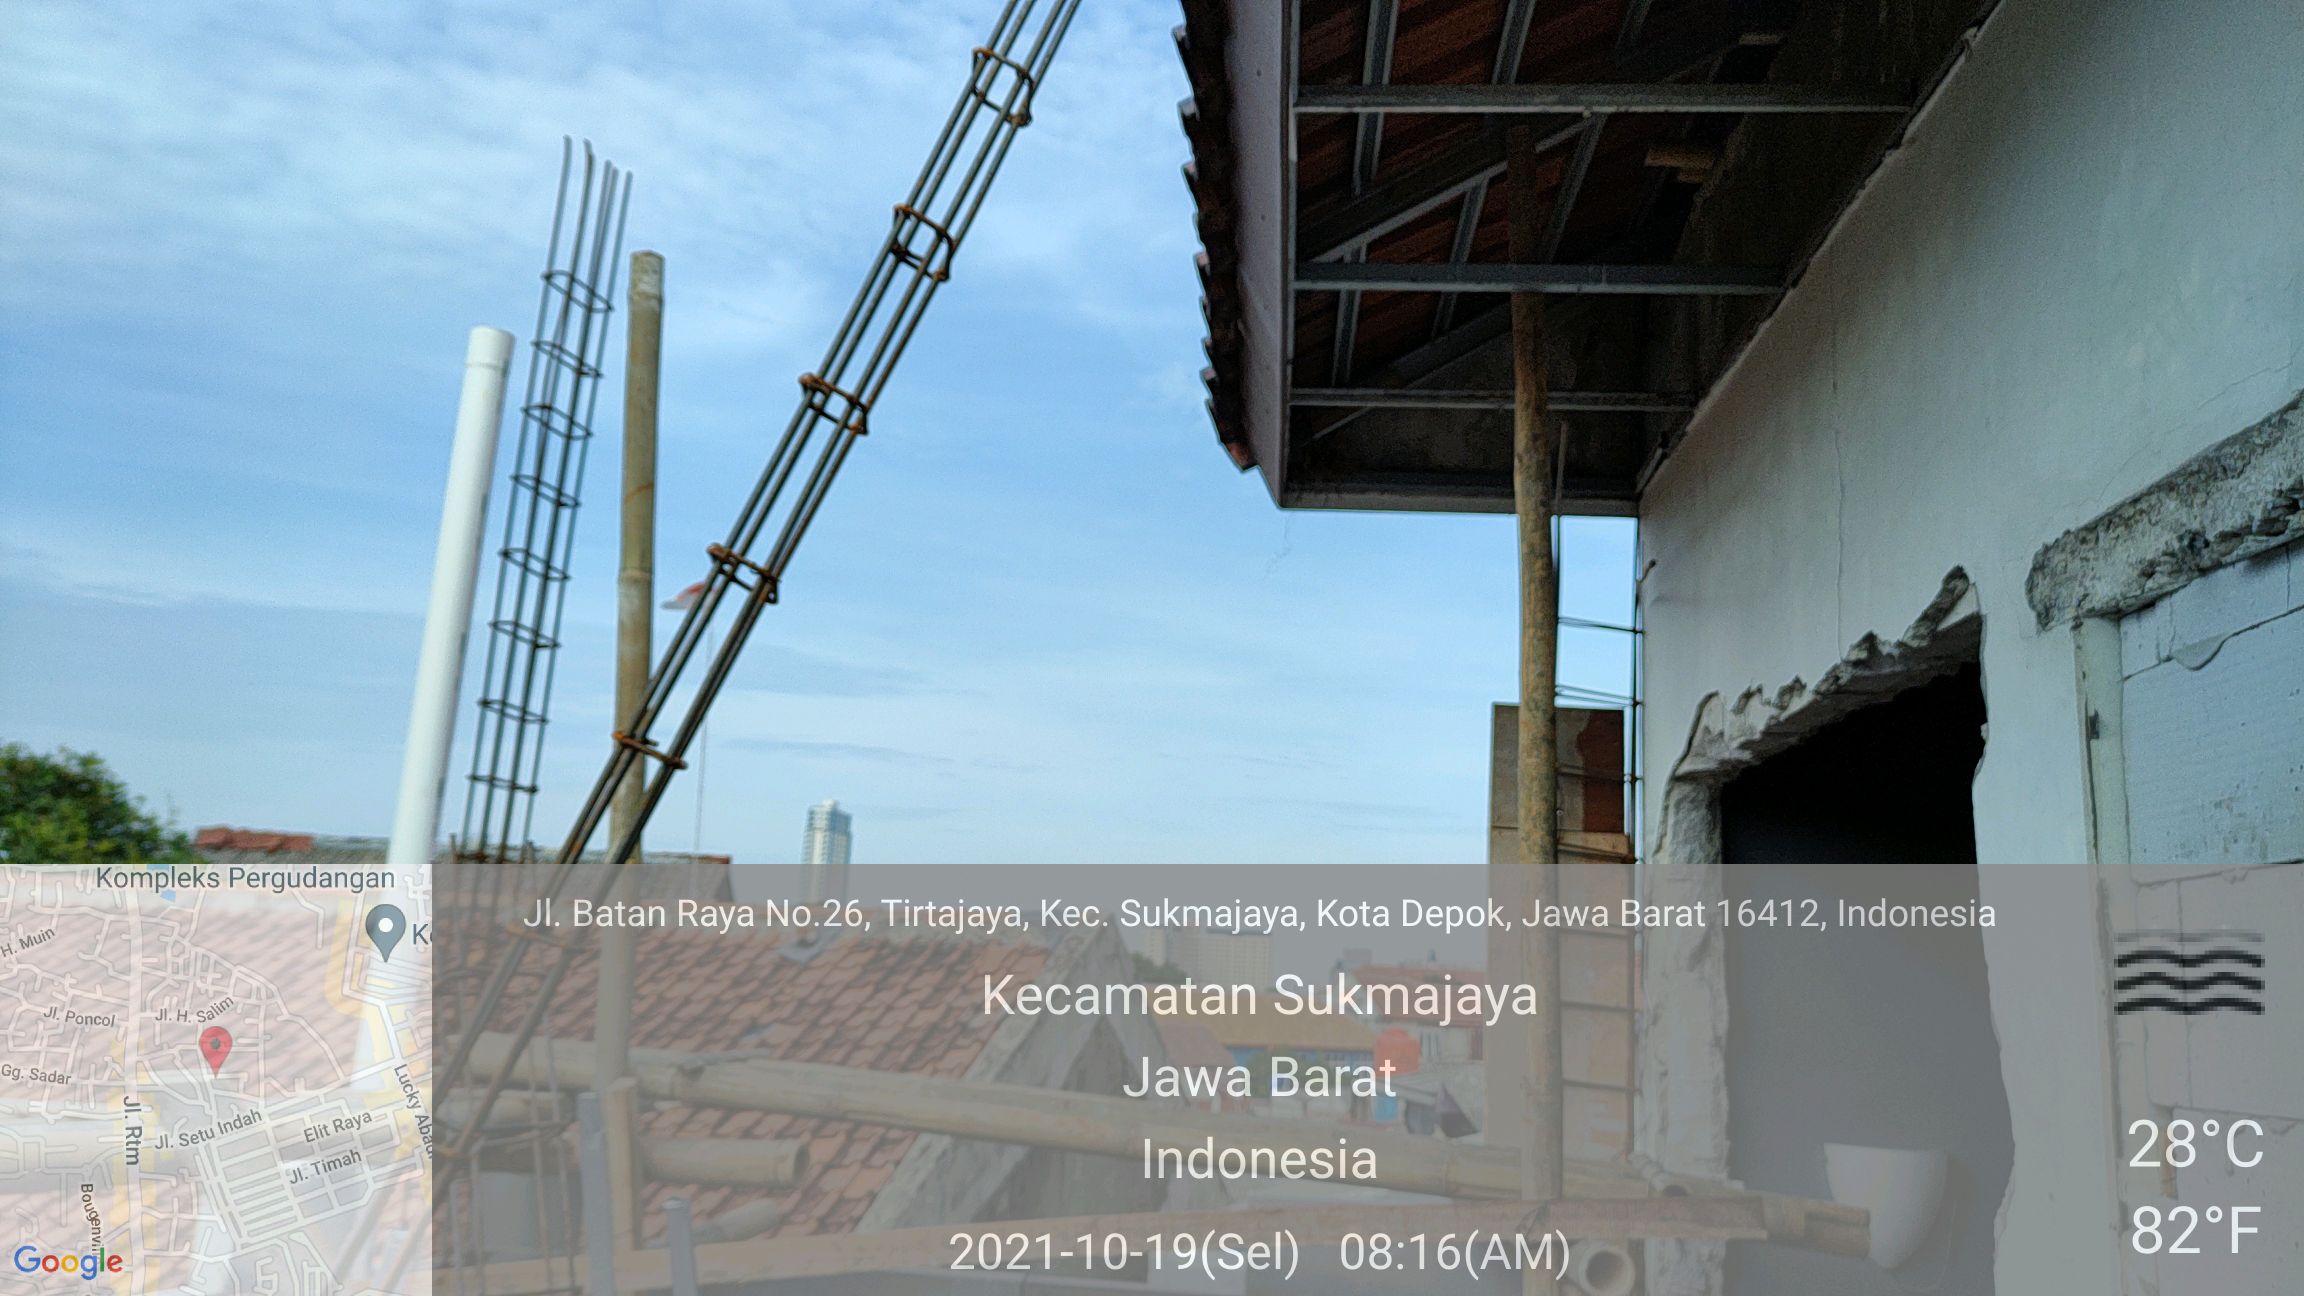 Kompleks Pergudangan
H. Muin
Jl. Poncol
Jl. H. Salim
Gg. Sadar
Jl. Rtm
Jl. Setu Indah
Elit Raya
Jl. Timah
Google
Jl. Batan Raya No.26, Tirtajaya, Kec. Sukmajaya, Kota Depok, Jawa Barat 16412, Indonesia
Kecamatan Sukmajaya
Jawa Barat
Indonesia
2021-10-19(Sel) 08:16(AM)
28°C
82°F